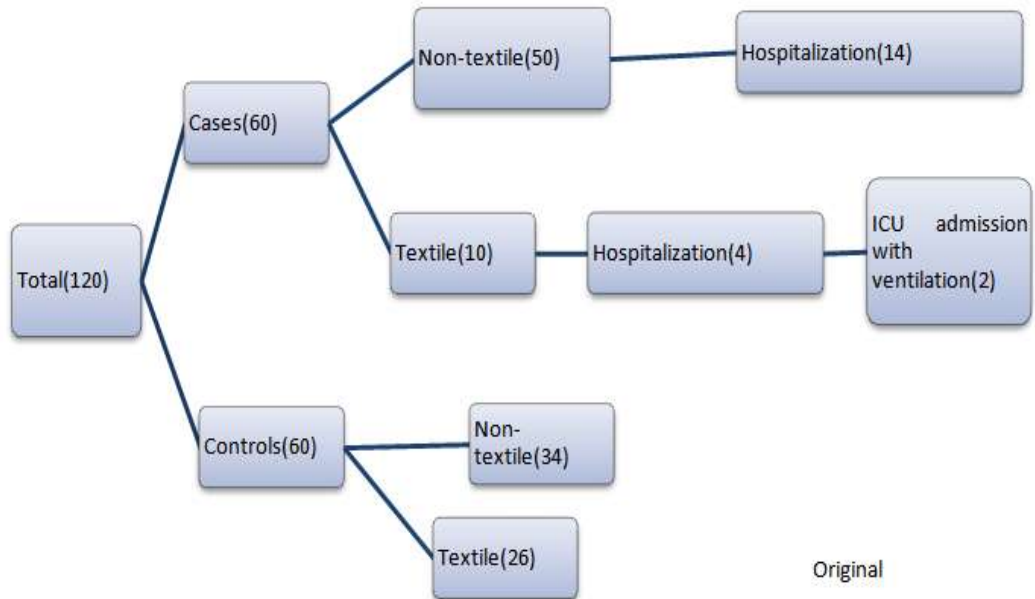 Non-textile(50)
Hospitalization(14)
Cases(60)
Total(120)
Textile(10)
Hospitalization(4)
ICU admission
with
ventilation(2)
Controls(60)
Non-
textile(34)
Textile(26)
Original